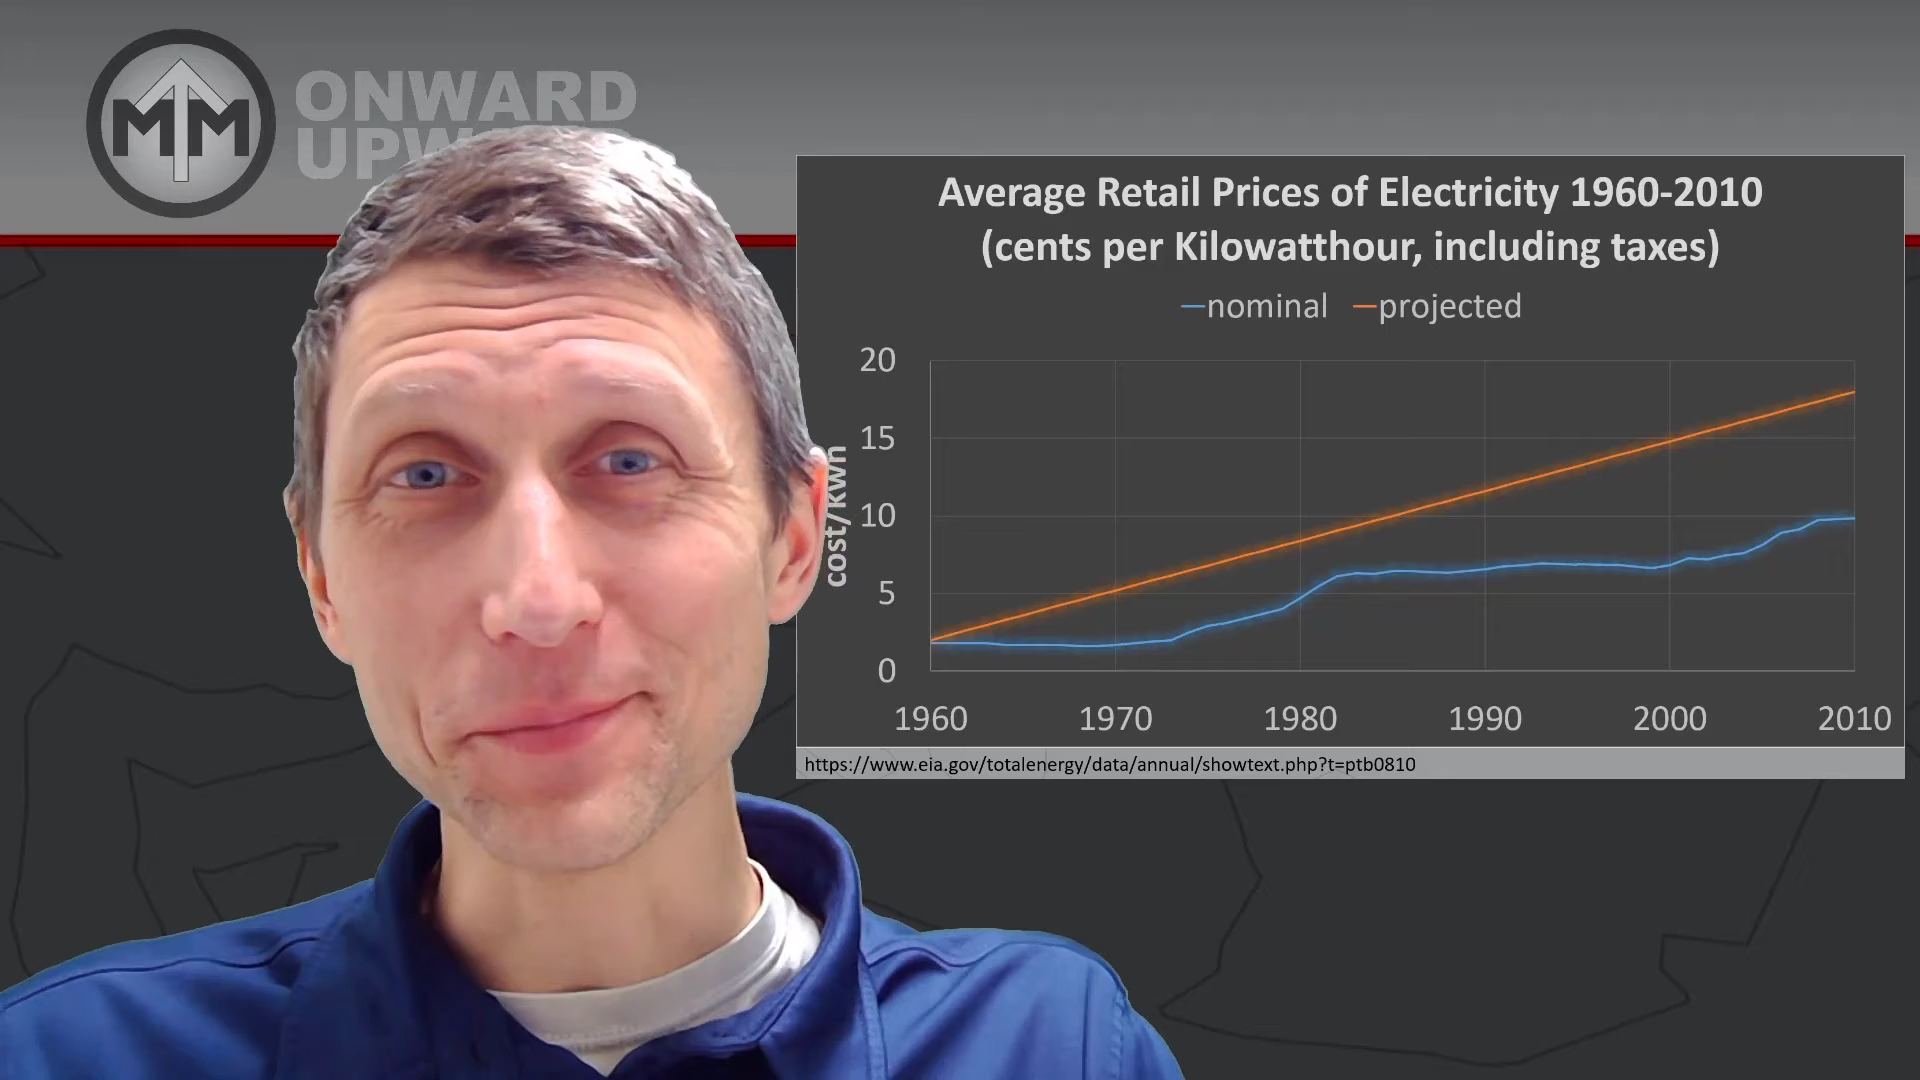 MM
ONWARD
Average Retail Prices of Electricity 1960-2010
(cents per Kilowatthour, including taxes)
nominal projected
20
15
10
5
0
cost/kwh
1960 1970 1980 1990 2000 2010
https://www.eia.gov/totalenergy/data/annual/showtext.php?t=ptb0810